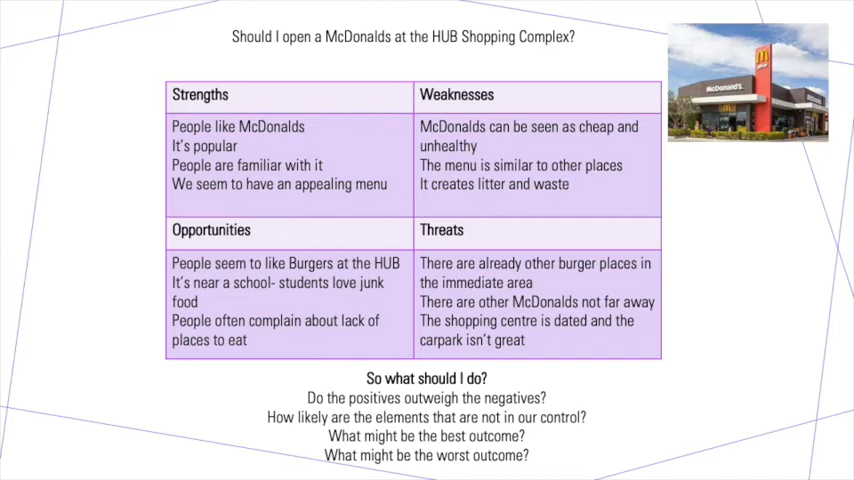 Should I open a McDonalds at the HUB Shopping Complex?
McDonald's
Strengths
People like McDonalds
It's popular
People are familiar with it
We seem to have an appealing menu
Weaknesses
McDonalds can be seen as cheap and
unhealthy
The menu is similar to other places
It creates litter and waste
Opportunities
People seem to like Burgers at the HUB
It's near a school- students love junk
food
People often complain about lack of
places to eat
Threats
There are already other burger places in
the immediate area
There are other McDonalds not far away
The shopping centre is dated and the
carpark isn't great
So what should I do?
Do the positives outweigh the negatives?
How likely are the elements that are not in our control?
What might be the best outcome?
What might be the worst outcome?